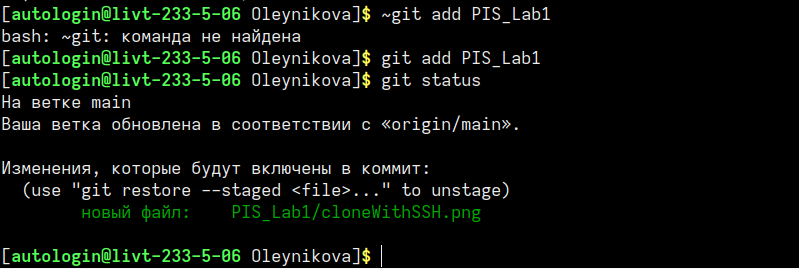 [autologin@livt-233-5-06 Oleynikova]$ ~git add PIS_Lab1
bash: ~git: команда не найдена
[autologin@livt-233-5-06 Oleynikova]$ git add PIS_Lab1
[autologin@livt-233-5-06 Oleynikova]$ git status
На ветке main
Ваша ветка обновлена в соответствии с «origin/main».
Изменения, которые будут включены в коммит:
  (use "git restore --staged <file>..." to unstage)
        новый файл:    PIS_Lab1/cloneWithSSH.png
[autologin@livt-233-5-06 Oleynikova]$